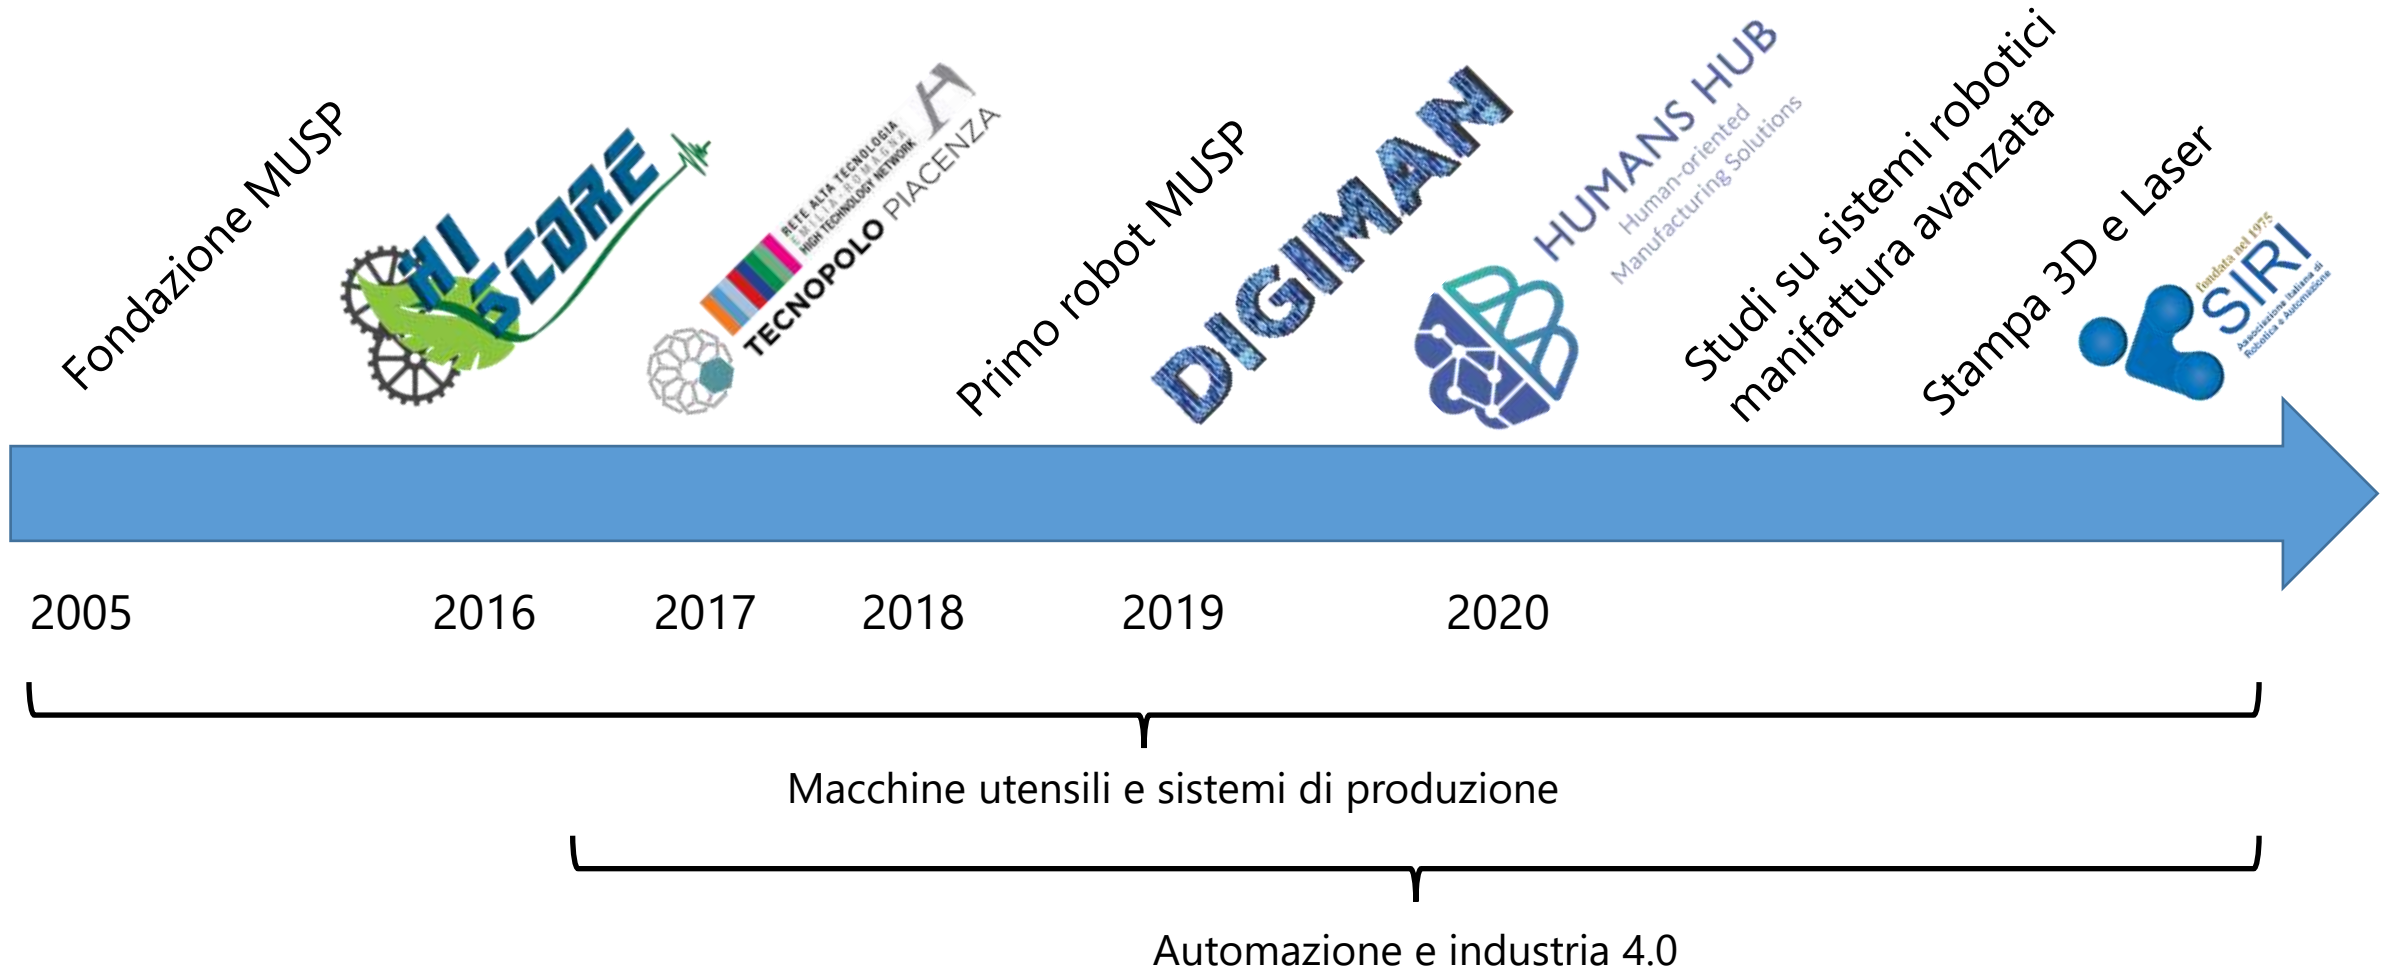 Fondazione MUSP
HI
SCORE
RETE ALTA TECNOLOGIA
EMILIA-ROMAGNA
HIGH TECHNOLOGY NETWORK
TECNOPOLO PIACENZA
Primo robot MUSP
DIGIMAN
HUMANS HUB
Human-oriented
Manufacturing Solutions
Studi su sistemi robotici
manifattura avanzata
Stampa 3D e Laser
fondata nel 1975
SIRI
Associazione Italiana di
Robotica e Automazione
2005
2016
2017
2018
2019
2020
Macchine utensili e sistemi di produzione
Automazione e industria 4.0